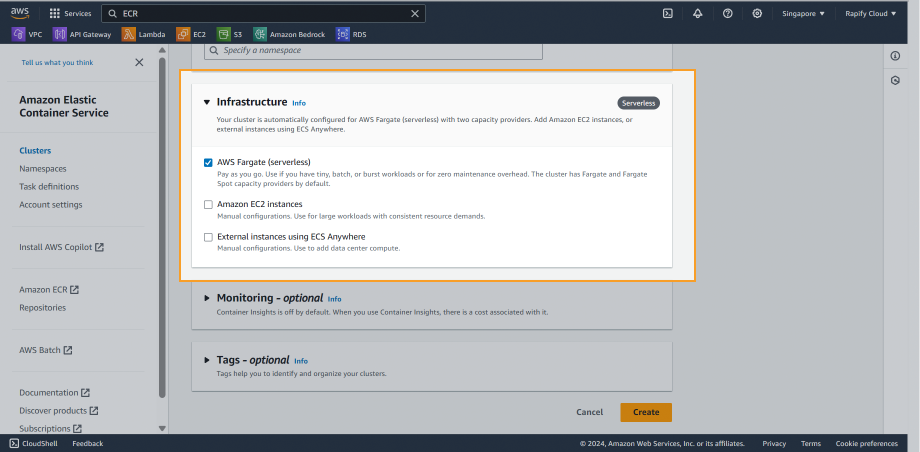 aws
Services
ECR
Singapore ▼
Rapify Cloud ▼
VPC
API Gateway
Lambda
EC2
S3
Amazon Bedrock
RDS
Tell us what you think
Amazon Elastic
Container Service
Clusters
Namespaces
Task definitions
Account settings
Install AWS Copilot
Amazon ECR
Repositories
AWS Batch
Documentation
Discover products
Subscriptions
Specify a namespace
Infrastructure Info
Serverless
Your cluster is automatically configured for AWS Fargate (serverless) with two capacity providers. Add Amazon EC2 instances, or
external instances using ECS Anywhere.
AWS Fargate (serverless)
Pay as you go. Use if you have tiny, batch, or burst workloads or for zero maintenance overhead. The cluster has Fargate and Fargate
Spot capacity providers by default.
Amazon EC2 instances
Manual configurations. Use for large workloads with consistent resource demands.
External instances using ECS Anywhere
Manual configurations. Use to add data center compute.
Monitoring - optional Info
Container Insights is off by default. When you use Container Insights, there is a cost associated with it.
Tags - optional Info
Tags help you to identify and organize your clusters.
Cancel
Create
CloudShell
Feedback
© 2024, Amazon Web Services, Inc. or its affiliates.
Privacy
Terms
Cookie preferences